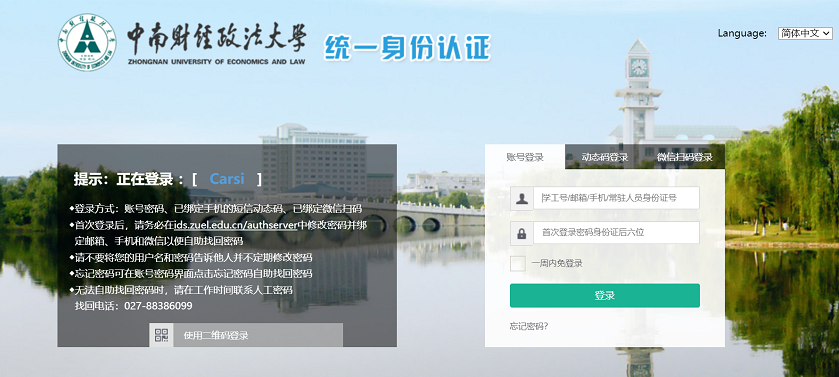 中南财经政法大学
ZHONGNAN UNIVERSITY OF ECONOMICS AND LAW
统一身份认证
Language: 简体中文
提示：正在登录：[ Carsi ]
•登录方式：账号密码、已绑定手机的短信动态码、已绑定微信扫码
•首次登录后，请务必在ids.zuel.edu.cn/authserver中修改密码并绑
定邮箱、手机和微信以便自助找回密码
•请不要将您的用户名和密码告诉他人并不定期修改密码
•忘记密码可在账号密码界面点击忘记密码自助找回密码
•无法自助找回密码时，请在工作时间联系人工密码
找回电话：027-88386099
使用二维码登录
账号登录 动态码登录 微信扫码登录
学工号/邮箱/手机/常驻人员身份证号
首次登录密码身份证后六位
一周内免登录
登录
忘记密码?